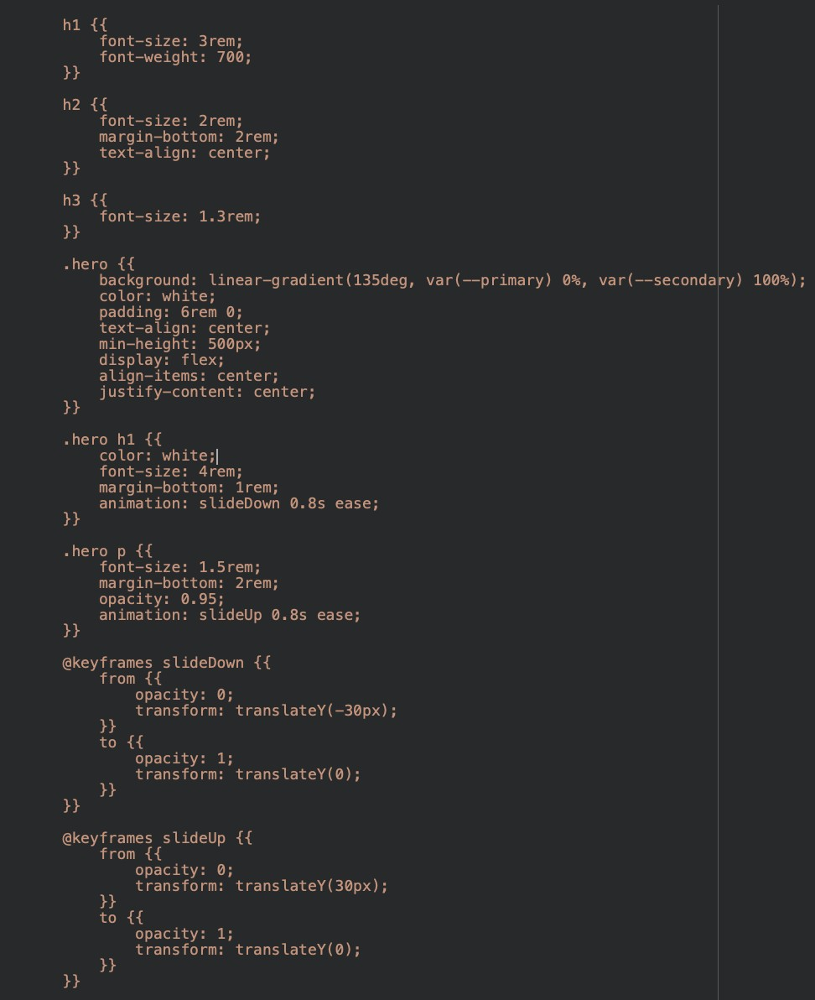 h1 {{
    font-size: 3rem;
    font-weight: 700;
}}

h2 {{
    font-size: 2rem;
    margin-bottom: 2rem;
    text-align: center;
}}

h3 {{
    font-size: 1.3rem;
}}

.hero {{
    background: linear-gradient(135deg, var(--primary) 0%, var(--secondary) 100%);
    color: white;
    padding: 6rem 0;
    text-align: center;
    min-height: 500px;
    display: flex;
    align-items: center;
    justify-content: center;
}}

.hero h1 {{
    color: white;
    font-size: 4rem;
    margin-bottom: 1rem;
    animation: slideDown 0.8s ease;
}}

.hero p {{
    font-size: 1.5rem;
    margin-bottom: 2rem;
    opacity: 0.95;
    animation: slideUp 0.8s ease;
}}

@keyframes slideDown {{
    from {{
        opacity: 0;
        transform: translateY(-30px);
    }}
    to {{
        opacity: 1;
        transform: translateY(0);
    }}
}}

@keyframes slideUp {{
    from {{
        opacity: 0;
        transform: translateY(30px);
    }}
    to {{
        opacity: 1;
        transform: translateY(0);
    }}
}}